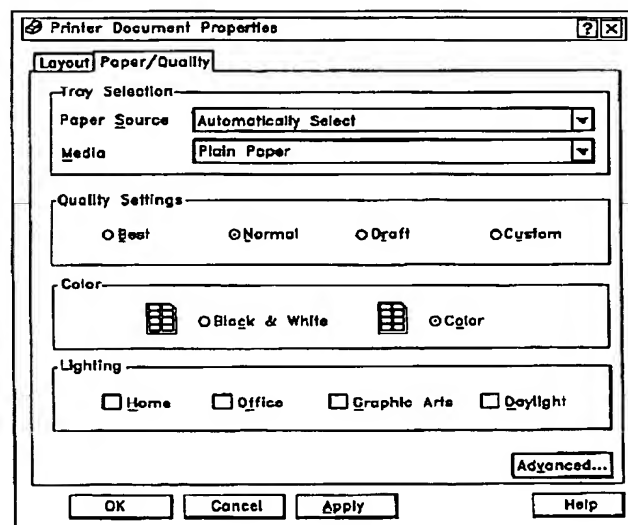 Printer Document Properties ? X
Layout Paper/Quality
Tray Selection
Paper Source Automatically Select
Media Plain Paper
Quality Settings
Best Normal Draft Custom
Color
Black & White Color
Lighting
Home Office Graphic Arts Daylight
Advanced...
OK Cancel Apply Help